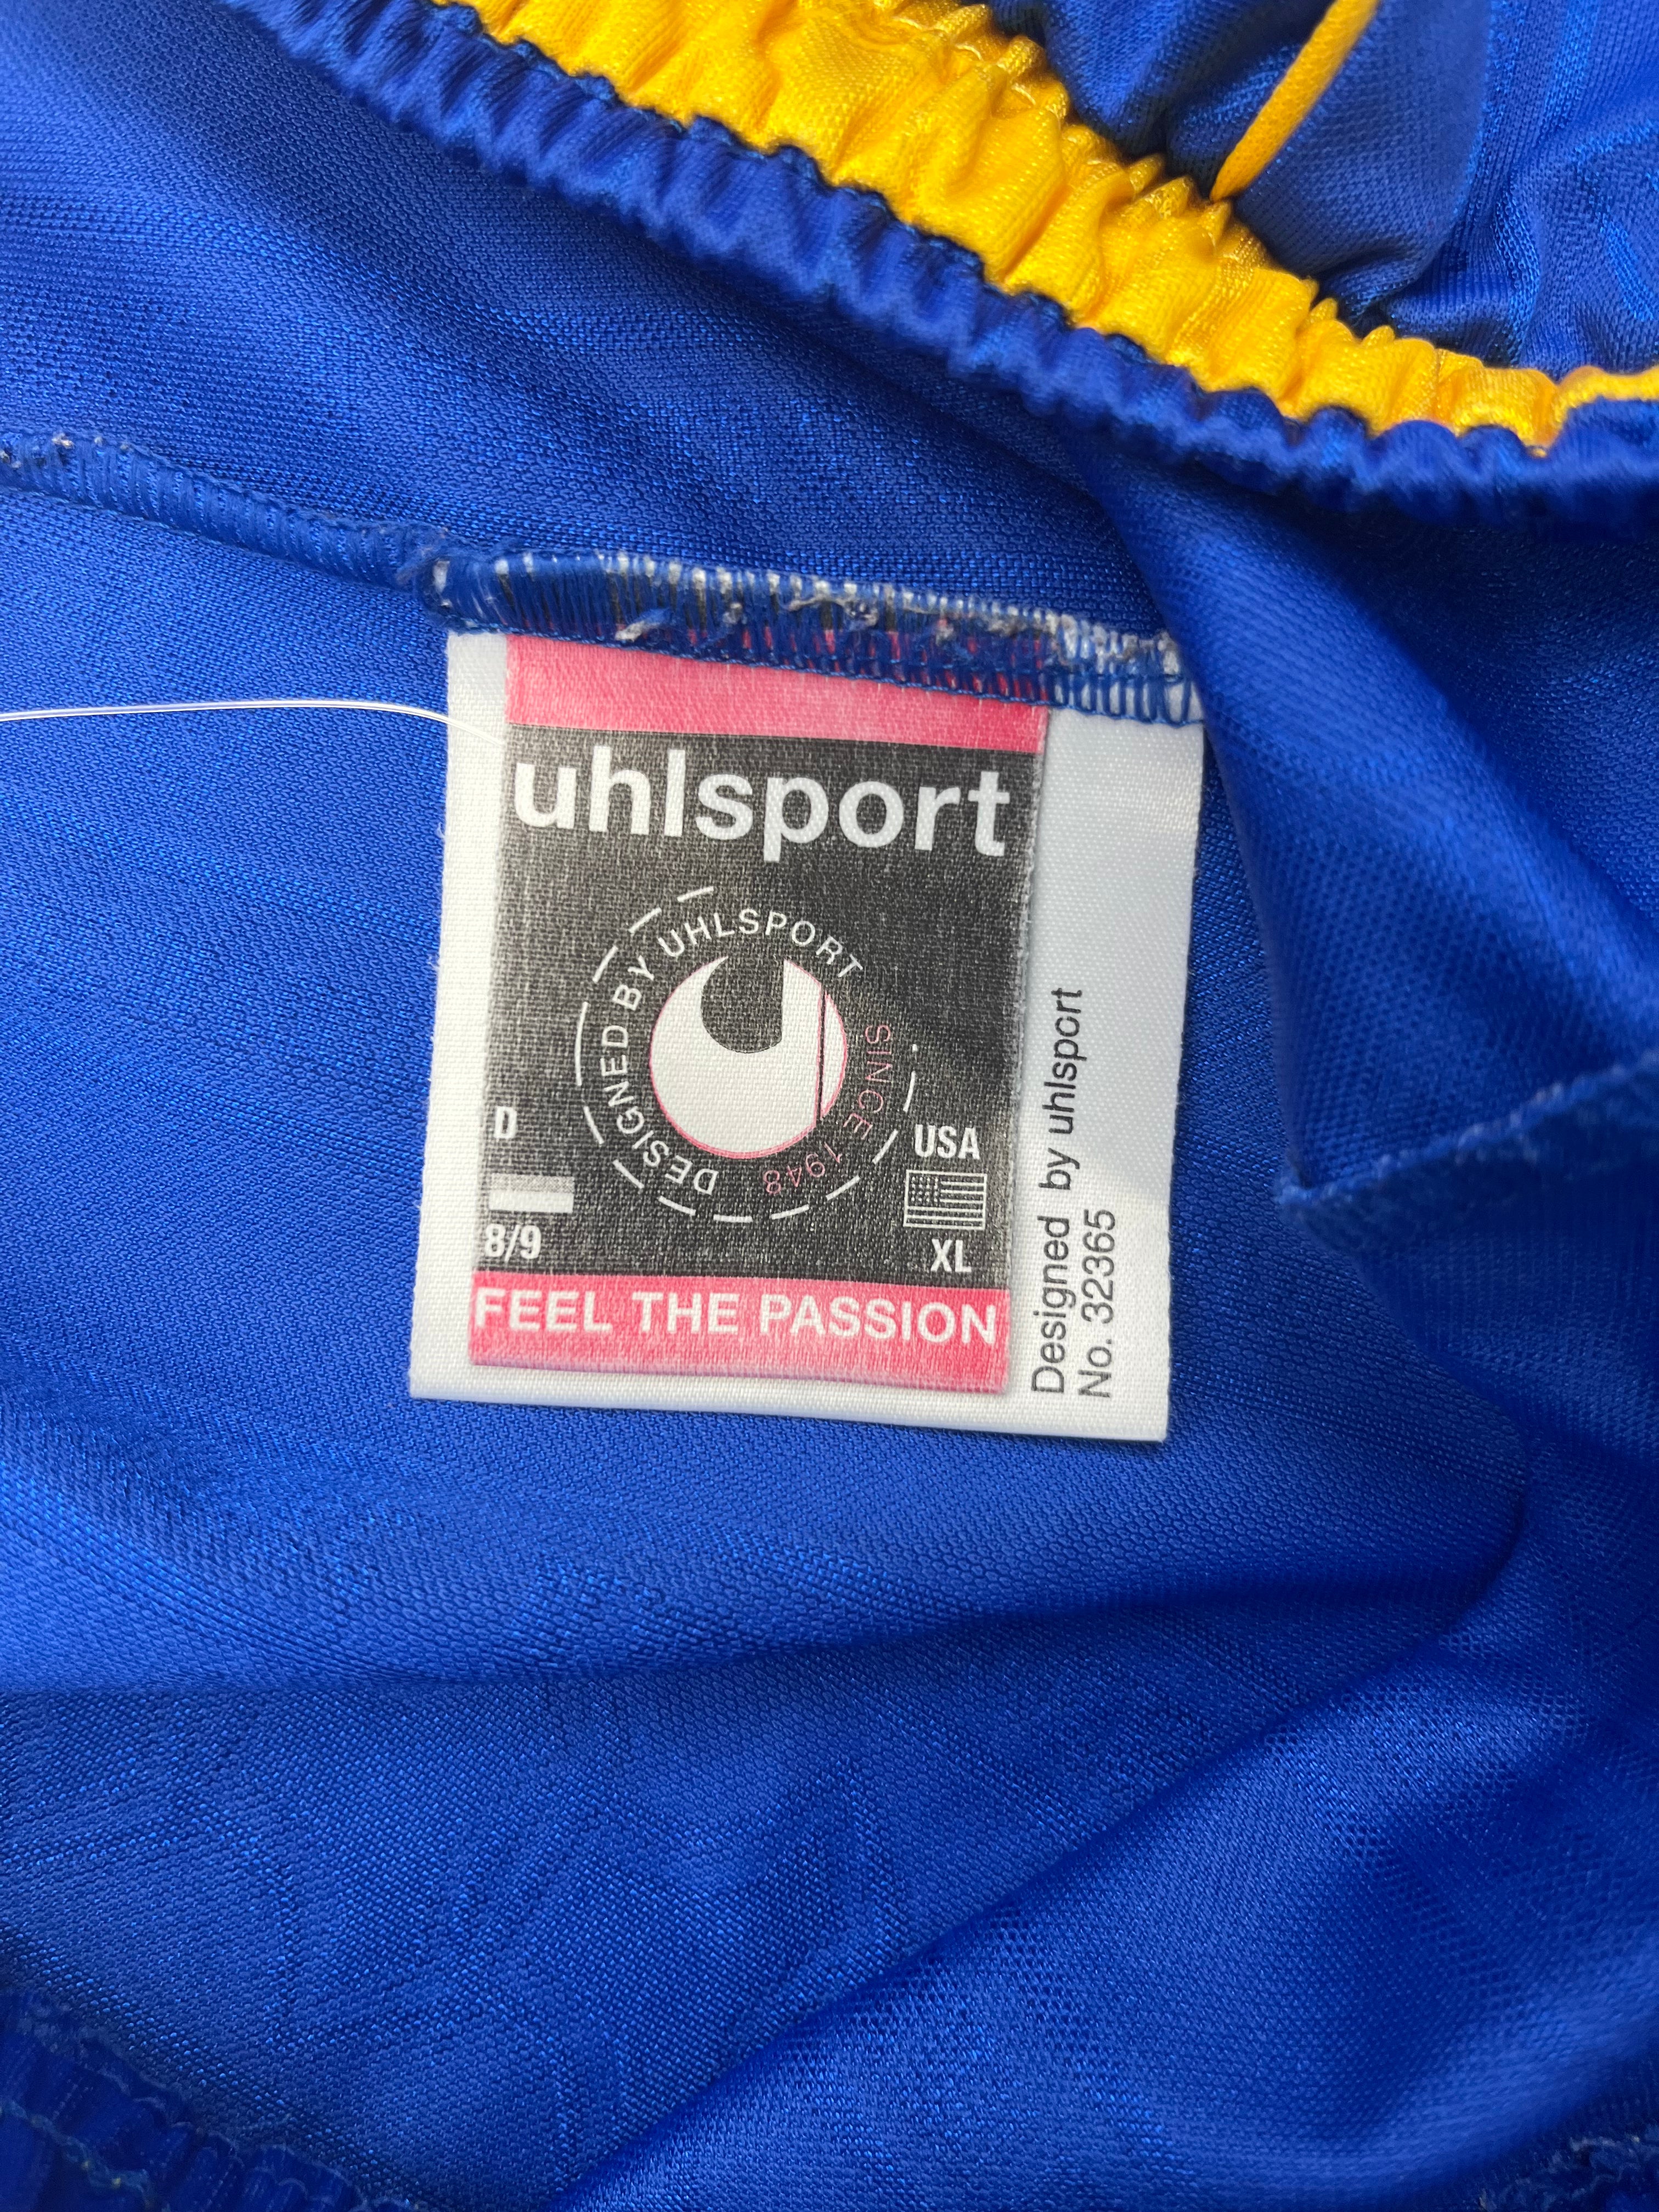 uhlsport
DESIGNED BY UHLSPORT
SINCE 1948
D
8/9
USA
XL
FEEL THE PASSION
Designed by uhlsport
No. 32365